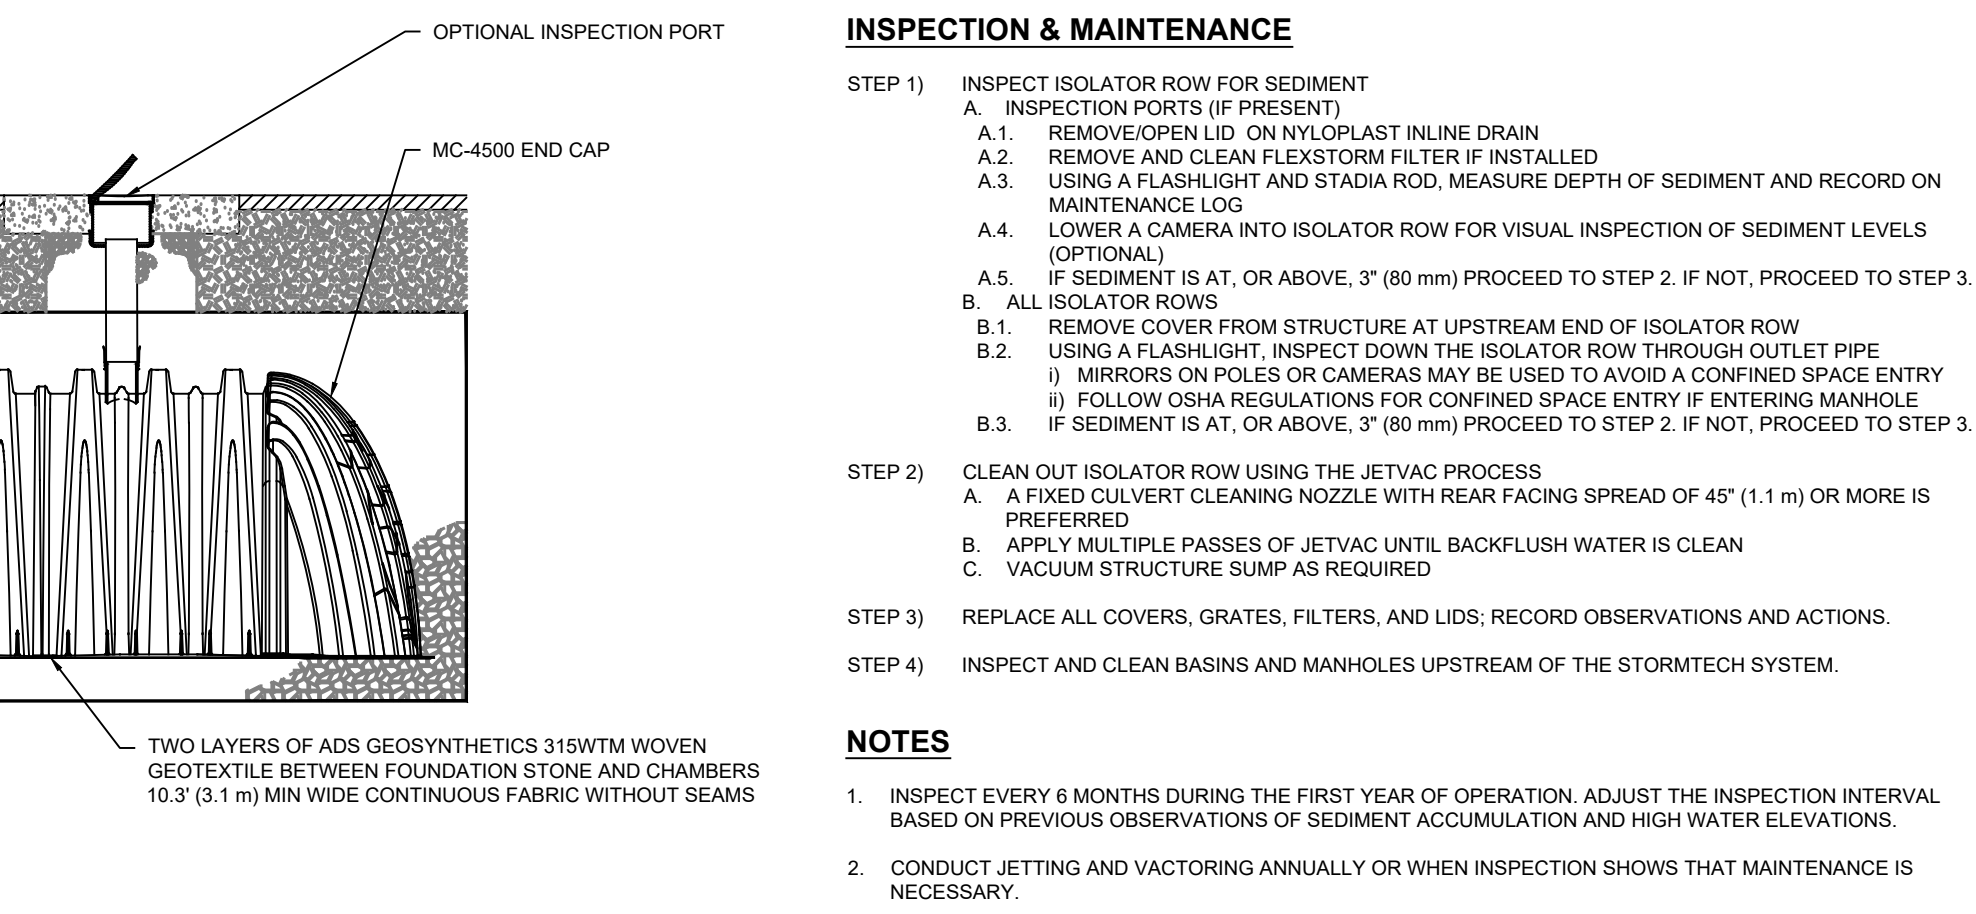 OPTIONAL INSPECTION PORT
MC-4500 END CAP
TWO LAYERS OF ADS GEOSYNTHETICS 315WTM WOVEN
GEOTEXTILE BETWEEN FOUNDATION STONE AND CHAMBERS
10.3' (3.1 m) MIN WIDE CONTINUOUS FABRIC WITHOUT SEAMS
INSPECTION & MAINTENANCE
STEP 1) INSPECT ISOLATOR ROW FOR SEDIMENT
A. INSPECTION PORTS (IF PRESENT)
A.1. REMOVE/OPEN LID ON NYLOPLAST INLINE DRAIN
A.2. REMOVE AND CLEAN FLEXSTORM FILTER IF INSTALLED
A.3. USING A FLASHLIGHT AND STADIA ROD, MEASURE DEPTH OF SEDIMENT AND RECORD ON
MAINTENANCE LOG
A.4. LOWER A CAMERA INTO ISOLATOR ROW FOR VISUAL INSPECTION OF SEDIMENT LEVELS
(OPTIONAL)
A.5. IF SEDIMENT IS AT, OR ABOVE, 3" (80 mm) PROCEED TO STEP 2. IF NOT, PROCEED TO STEP 3.
B. ALL ISOLATOR ROWS
B.1. REMOVE COVER FROM STRUCTURE AT UPSTREAM END OF ISOLATOR ROW
B.2. USING A FLASHLIGHT, INSPECT DOWN THE ISOLATOR ROW THROUGH OUTLET PIPE
i) MIRRORS ON POLES OR CAMERAS MAY BE USED TO AVOID A CONFINED SPACE ENTRY
ii) FOLLOW OSHA REGULATIONS FOR CONFINED SPACE ENTRY IF ENTERING MANHOLE
B.3. IF SEDIMENT IS AT, OR ABOVE, 3" (80 mm) PROCEED TO STEP 2. IF NOT, PROCEED TO STEP 3.
STEP 2) CLEAN OUT ISOLATOR ROW USING THE JETVAC PROCESS
A. A FIXED CULVERT CLEANING NOZZLE WITH REAR FACING SPREAD OF 45" (1.1 m) OR MORE IS
PREFERRED
B. APPLY MULTIPLE PASSES OF JETVAC UNTIL BACKFLUSH WATER IS CLEAN
C. VACUUM STRUCTURE SUMP AS REQUIRED
STEP 3) REPLACE ALL COVERS, GRATES, FILTERS, AND LIDS; RECORD OBSERVATIONS AND ACTIONS.
STEP 4) INSPECT AND CLEAN BASINS AND MANHOLES UPSTREAM OF THE STORMTECH SYSTEM.
NOTES
1. INSPECT EVERY 6 MONTHS DURING THE FIRST YEAR OF OPERATION. ADJUST THE INSPECTION INTERVAL
BASED ON PREVIOUS OBSERVATIONS OF SEDIMENT ACCUMULATION AND HIGH WATER ELEVATIONS.
2. CONDUCT JETTING AND VACTORING ANNUALLY OR WHEN INSPECTION SHOWS THAT MAINTENANCE IS
NECESSARY.